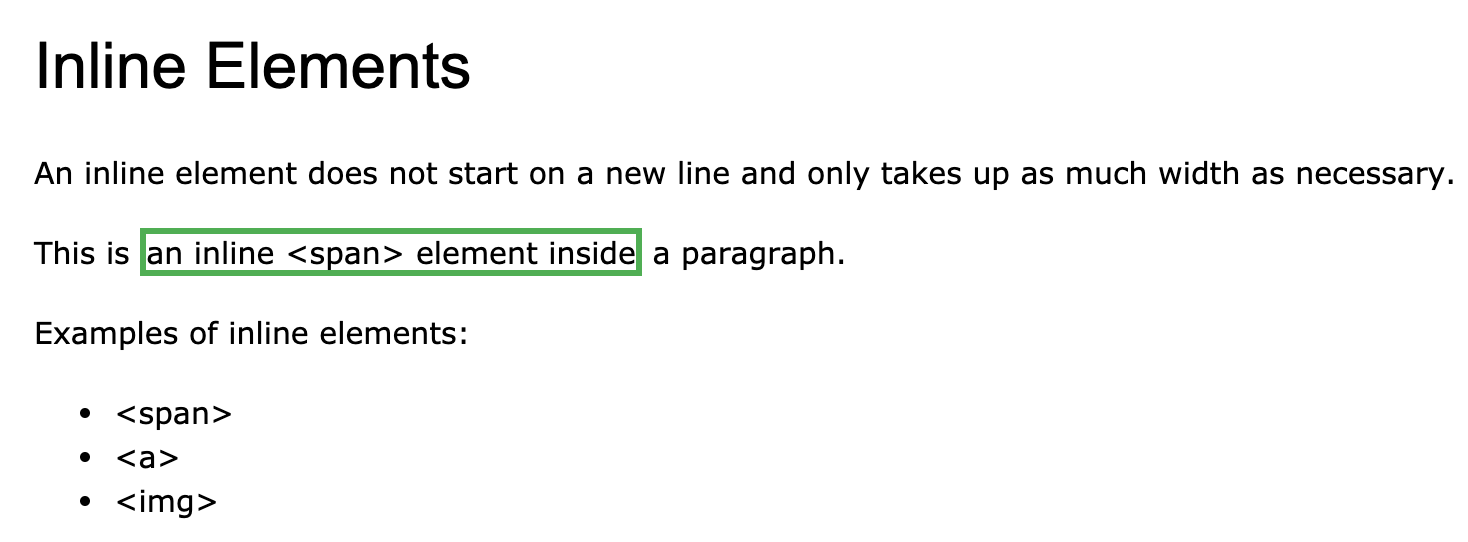 Inline Elements
An inline element does not start on a new line and only takes up as much width as necessary.
This is an inline <span> element inside a paragraph.
Examples of inline elements:
• <span>
• <a>
• <img>